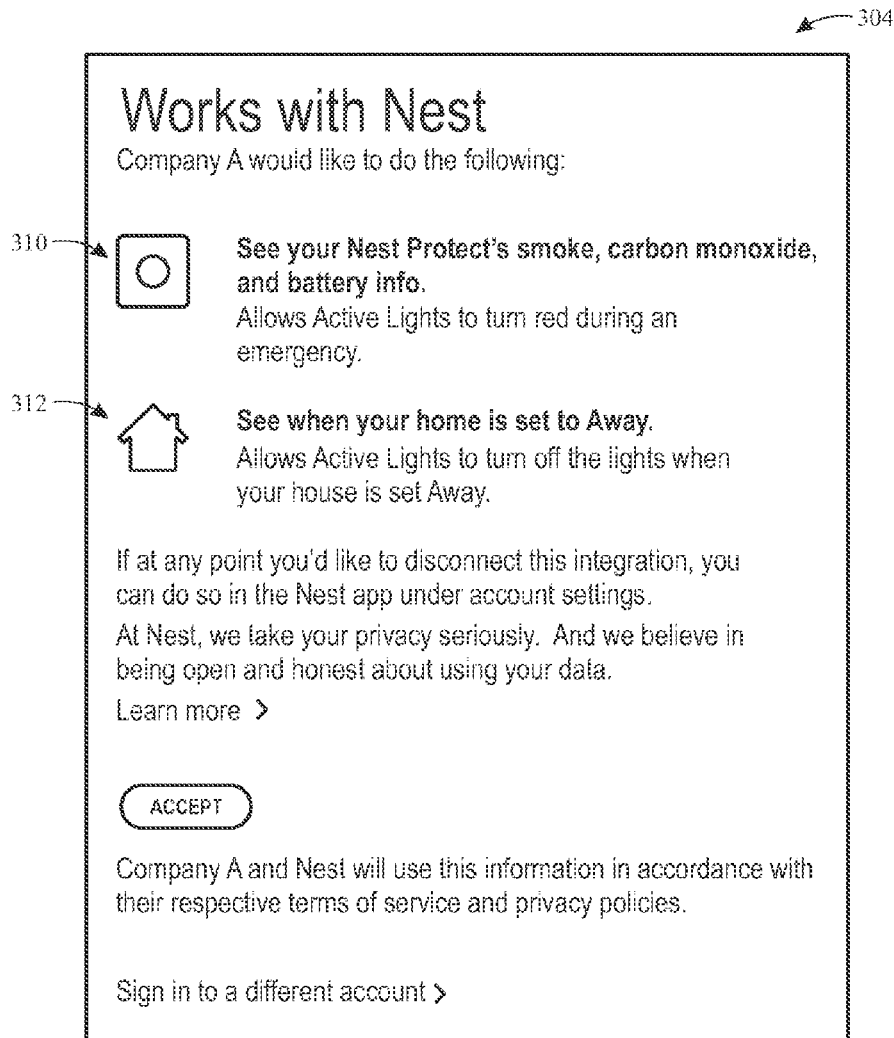 304
Works with Nest
Company A would like to do the following:
310
See your Nest Protect's smoke, carbon monoxide,
and battery info.
Allows Active Lights to turn red during an
emergency.
312
See when your home is set to Away.
Allows Active Lights to turn off the lights when
your house is set Away.
If at any point you'd like to disconnect this integration, you
can do so in the Nest app under account settings.
At Nest, we take your privacy seriously. And we believe in
being open and honest about using your data.
Learn more >
ACCEPT
Company A and Nest will use this information in accordance with
their respective terms of service and privacy policies.
Sign in to a different account >